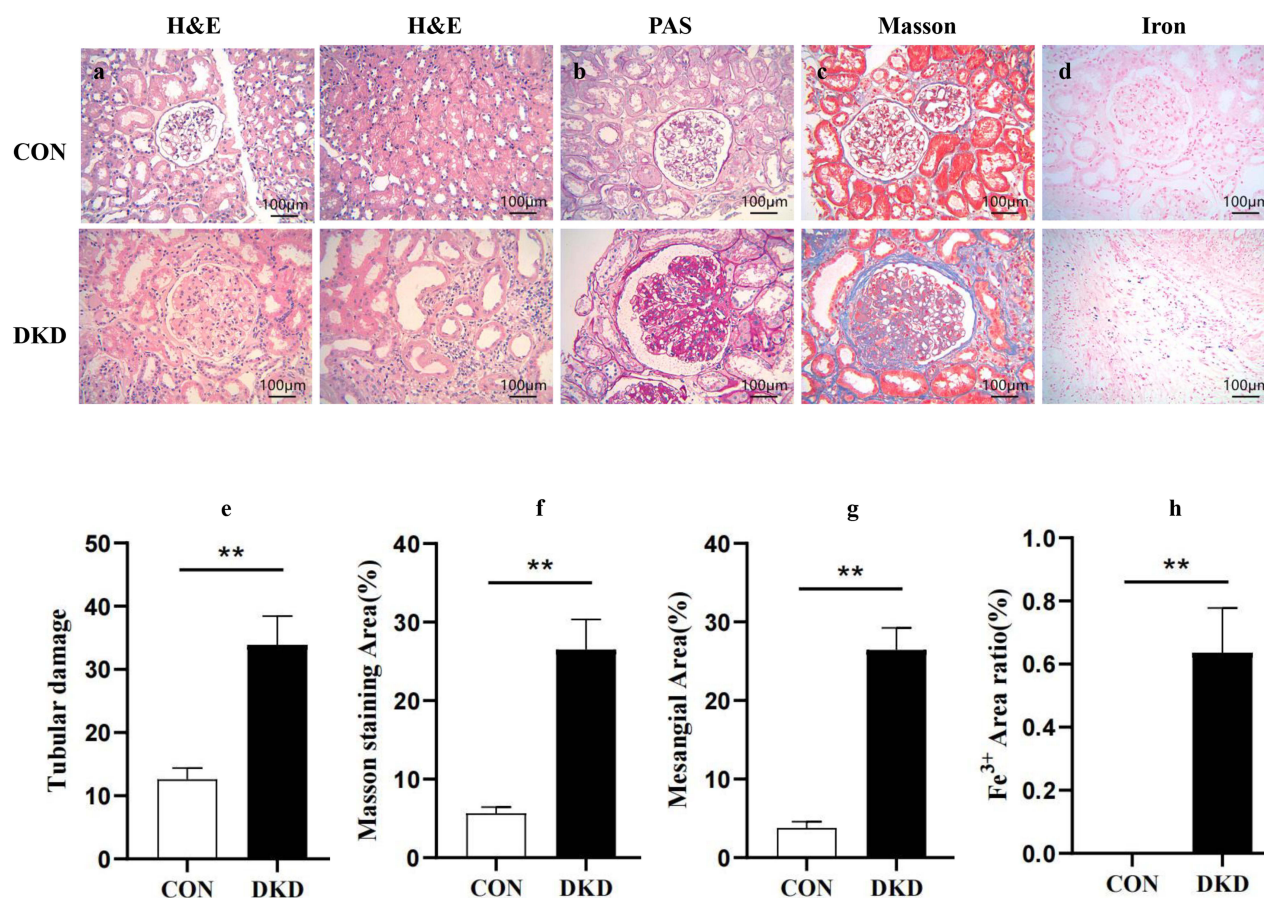 H&E H&E PAS Masson Iron
CON a b c d
100μm 100μm 100μm 100μm 100μm
DKD
100μm 100μm 100μm 100μm 100μm
e
Tubular damage
50
40
30
20
10
0
**
CON DKD
f
Masson staining Area(%)
40
30
20
10
0
**
CON DKD
g
Mesangial Area(%)
40
30
20
10
0
**
CON DKD
h
Fe³⁺ Area ratio(%)
1.0
0.8
0.6
0.4
0.2
0.0
**
CON DKD